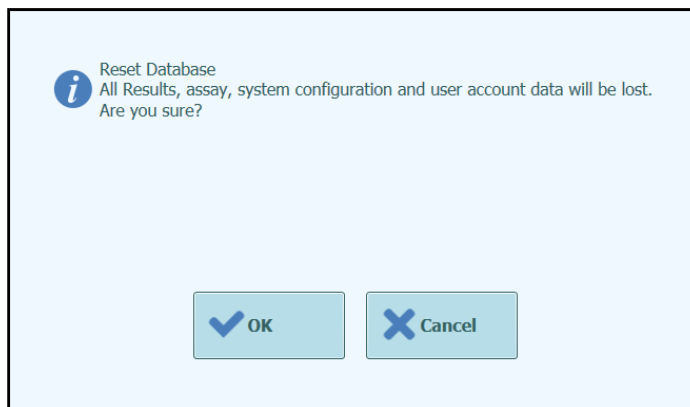 Reset Database
All Results, assay, system configuration and user account data will be lost.
Are you sure?
OK
Cancel